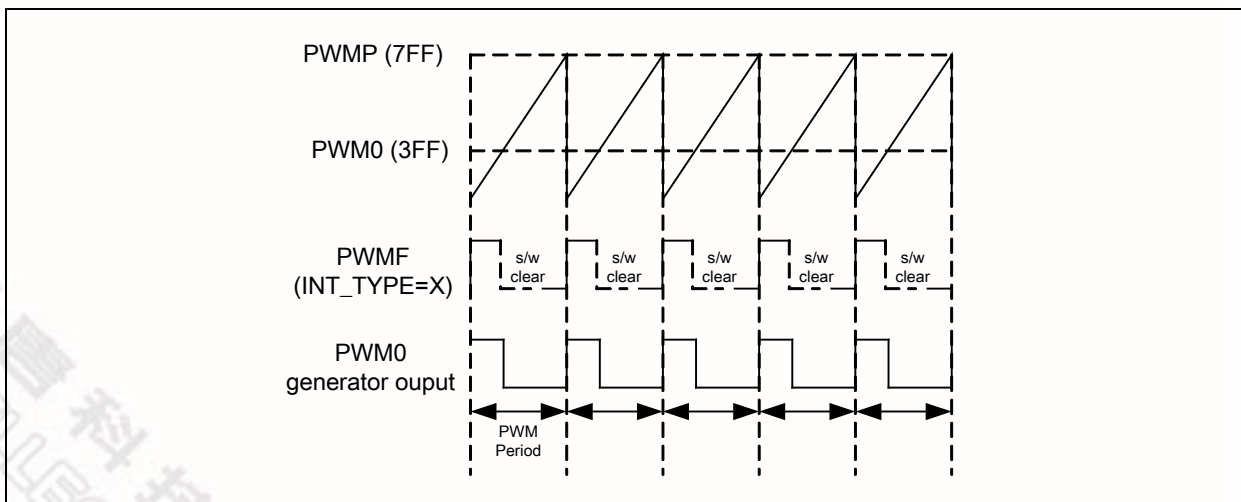 PWMP (7FF)
PWM0 (3FF)
PWMF
(INT_TYPE=X)
s/w
clear
s/w
clear
s/w
clear
s/w
clear
s/w
clear
PWM0
generator ouput
PWM
Period